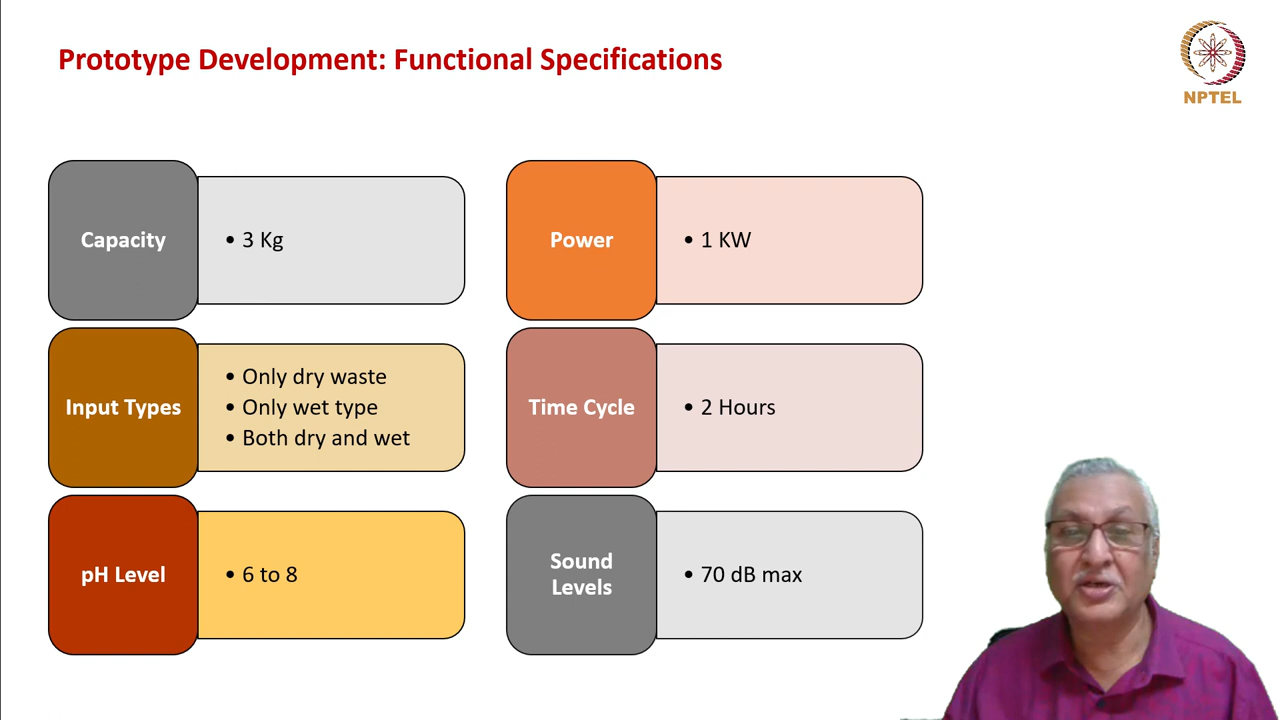 Prototype Development: Functional Specifications
NPTEL
Capacity
• 3 Kg
Power
• 1 KW
Input Types
• Only dry waste
• Only wet type
• Both dry and wet
Time Cycle
• 2 Hours
pH Level
• 6 to 8
Sound
Levels
• 70 dB max